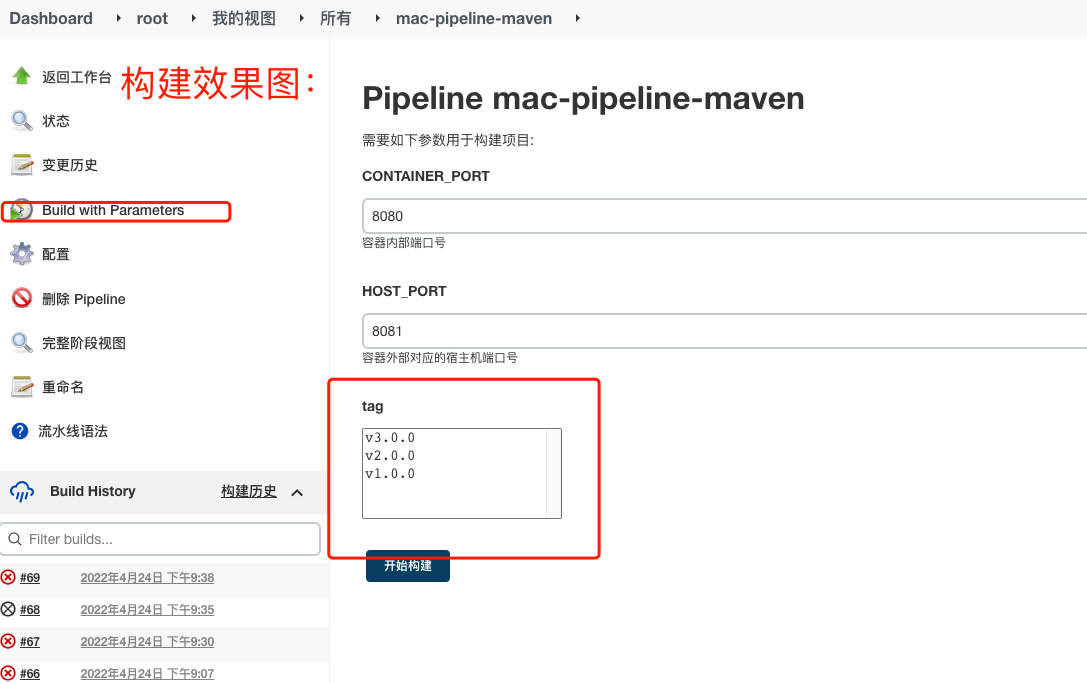 Dashboard root 我的视图 所有 mac-pipeline-maven
返回工作台
构建效果图：
状态
变更历史
Build with Parameters
配置
删除 Pipeline
完整阶段视图
重命名
流水线语法
Build History 构建历史
Filter builds...
#69 2022年4月24日 下午9:38
#68 2022年4月24日 下午9:35
#67 2022年4月24日 下午9:30
#66 2022年4月24日 下午9:07
Pipeline mac-pipeline-maven
需要如下参数用于构建项目:
CONTAINER_PORT
8080
容器内部端口号
HOST_PORT
8081
容器外部对应的宿主机端口号
tag
v3.0.0
v2.0.0
v1.0.0
开始构建